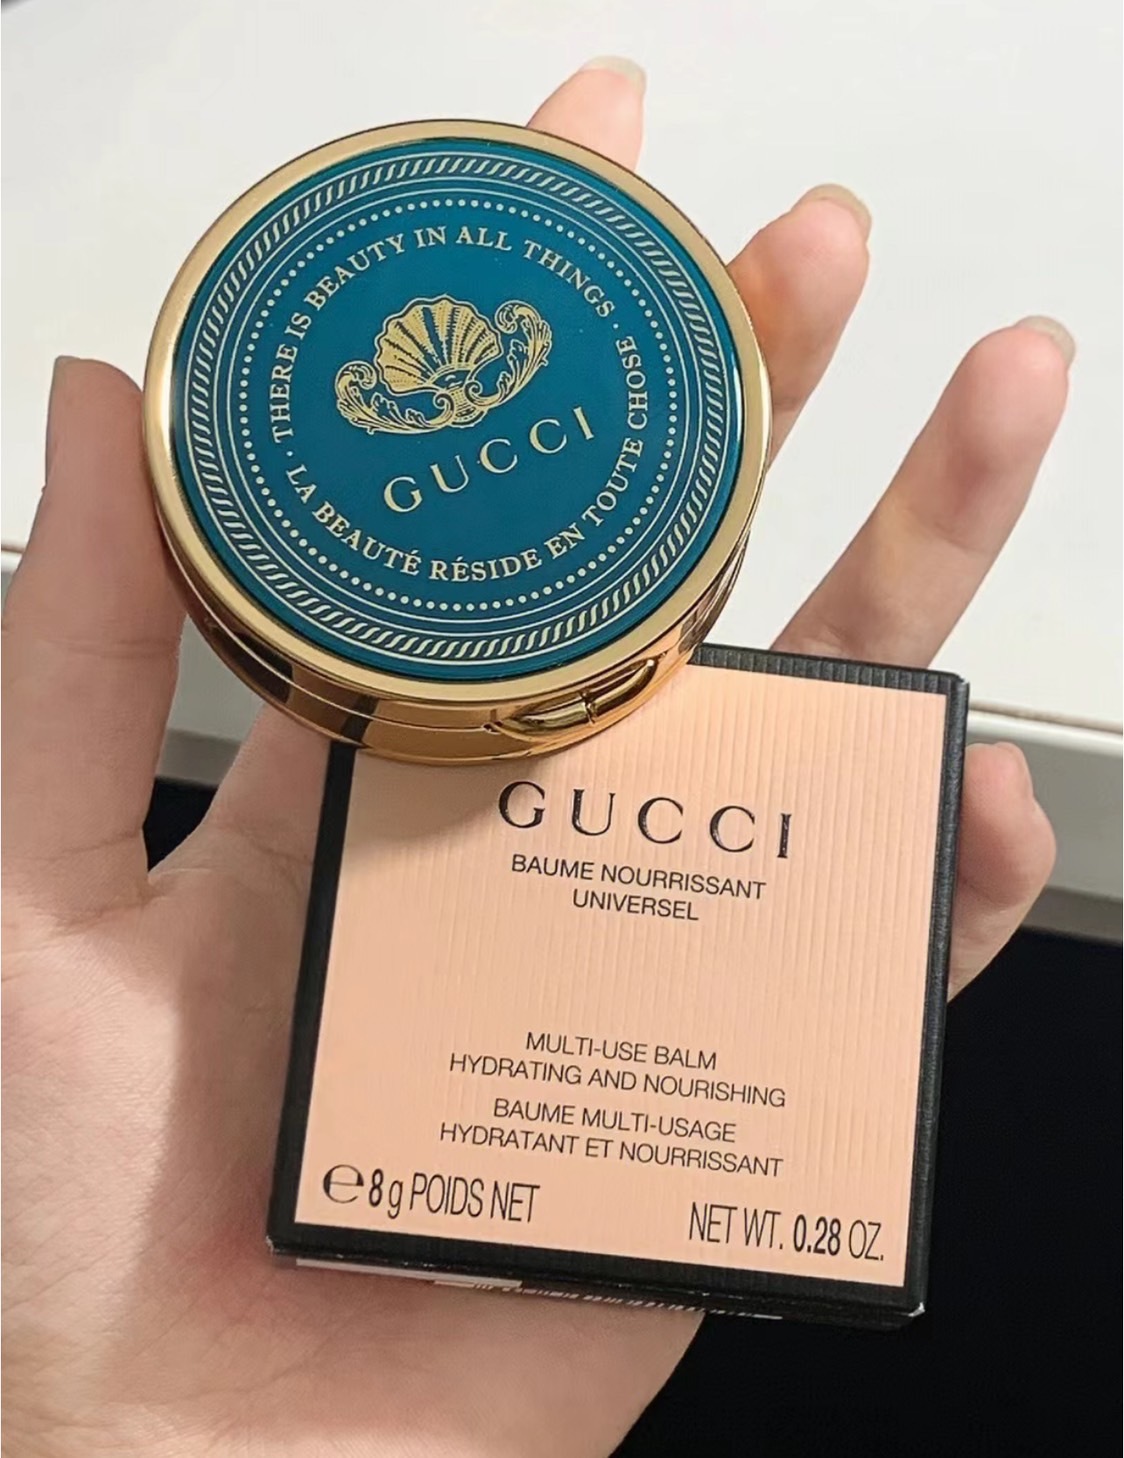 · THERE IS BEAUTY IN ALL THINGS ·
LA BEAUTÉ RÉSIDE EN TOUTE CHOSE
GUCCI
GUCCI
BAUME NOURRISSANT
UNIVERSEL
MULTI-USE BALM
HYDRATING AND NOURISHING
BAUME MULTI-USAGE
HYDRATANT ET NOURRISSANT
℮8g POIDS NET
NET WT. 0.28 OZ.